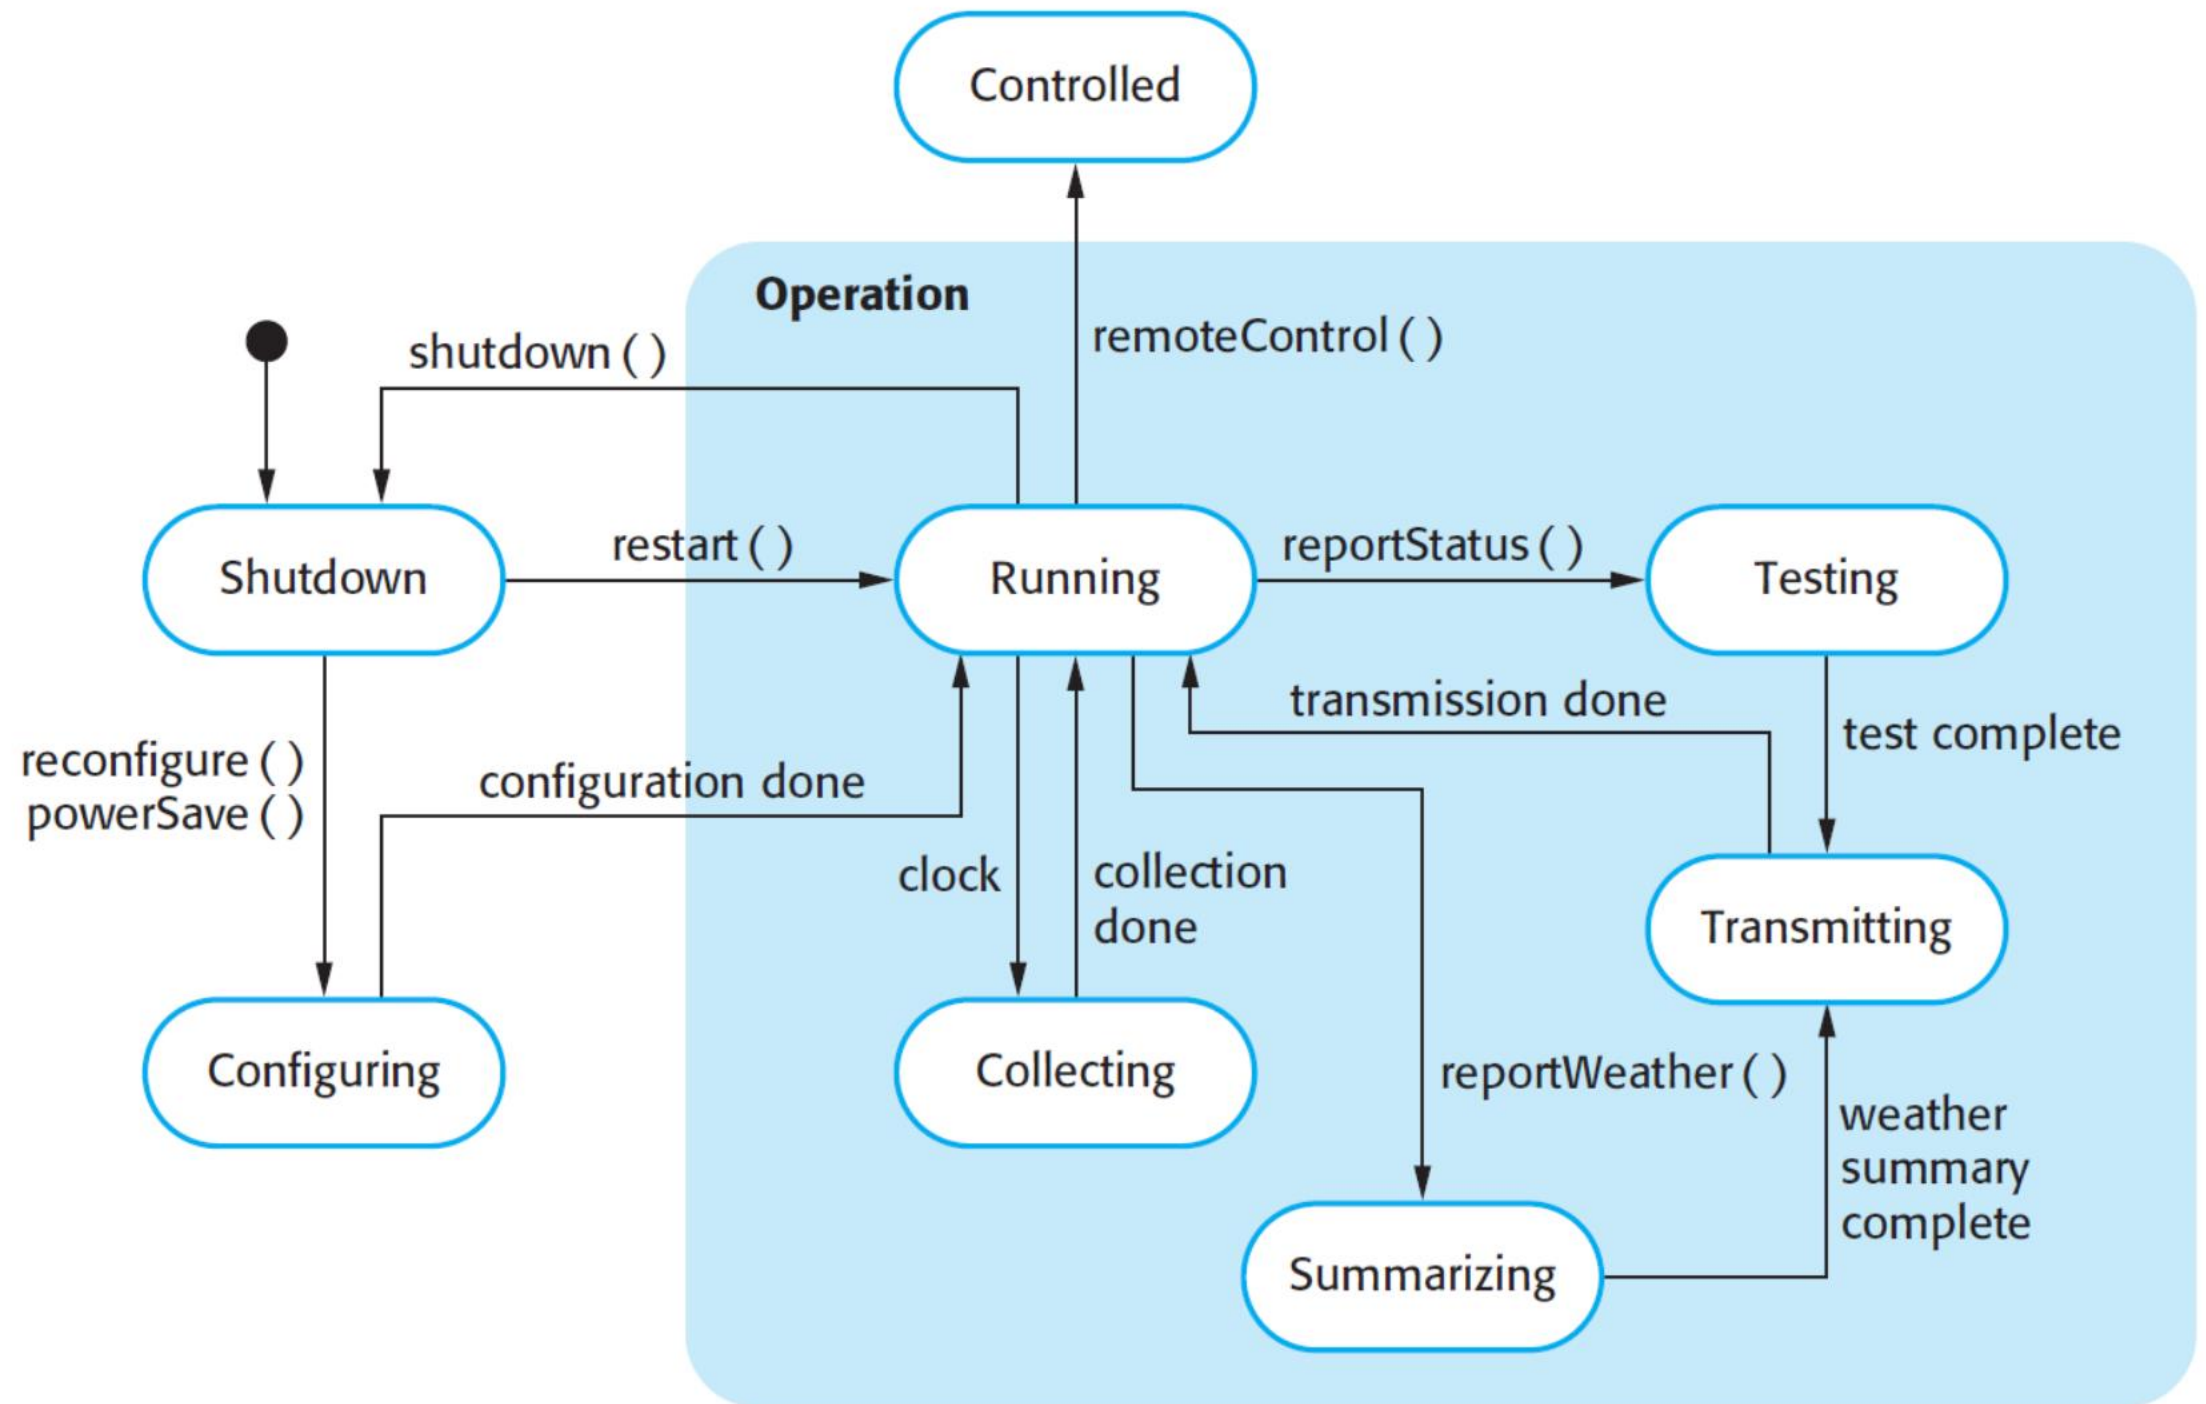 Controlled
Operation
shutdown ( )
remoteControl ( )
Shutdown
restart ( )
Running
reportStatus ( )
Testing
reconfigure ( )
powerSave ( )
configuration done
transmission done
test complete
clock
collection
done
Transmitting
Configuring
Collecting
reportWeather ( )
weather
summary
complete
Summarizing